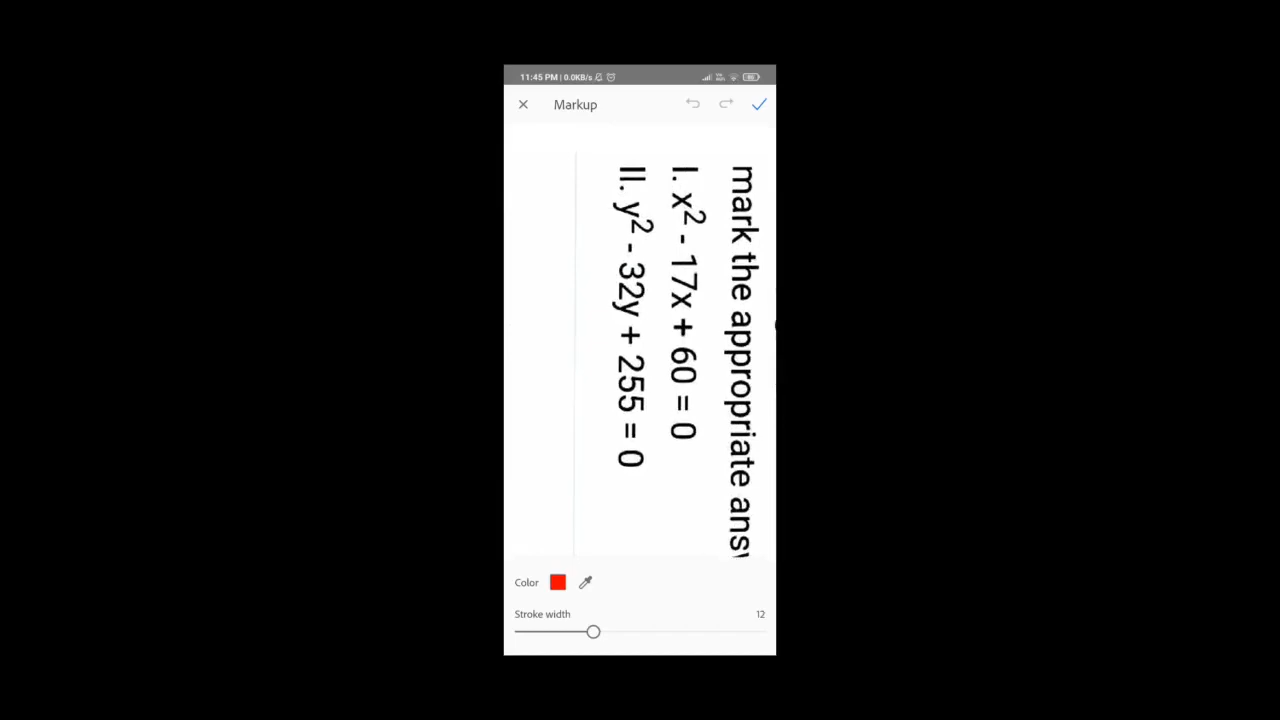 11:45 PM | 0.0KB/s
Markup
mark the appropriate ans
I. x² - 17x + 60 = 0
II. y² - 32y + 255 = 0
Color
Stroke width 12